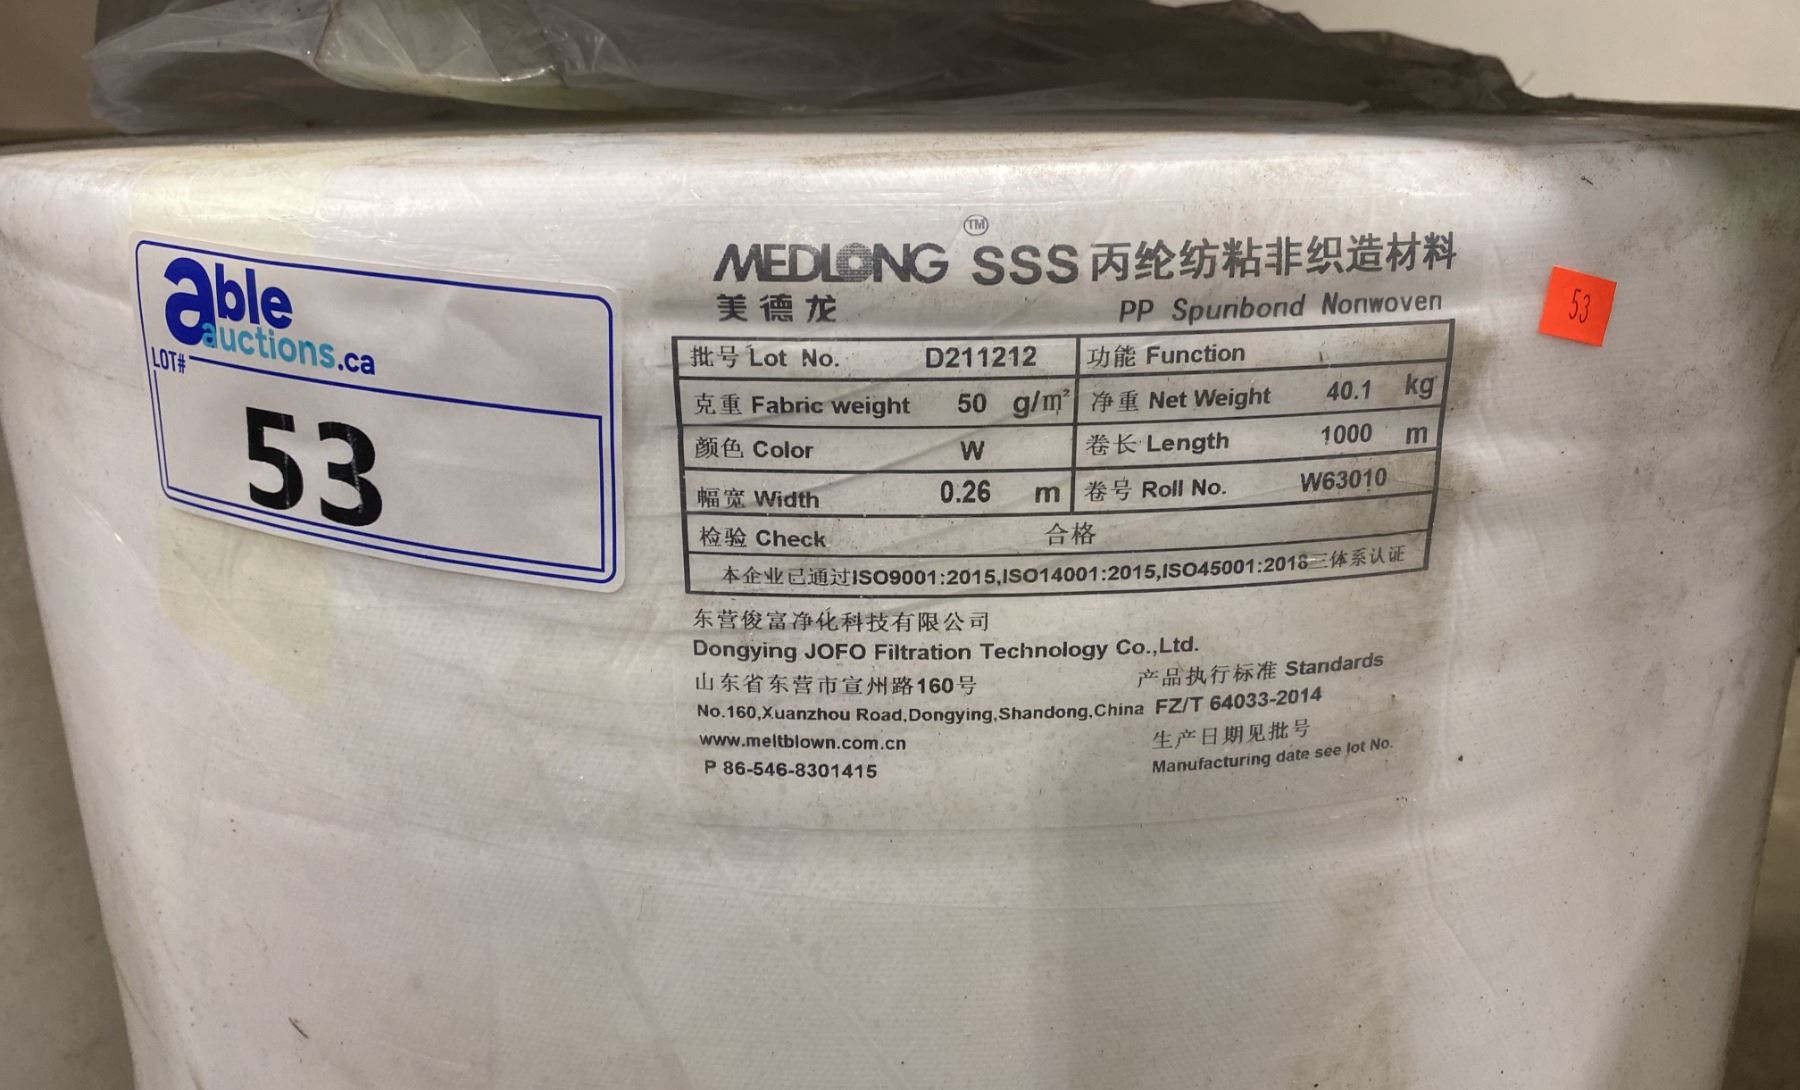 able
auctions.ca
LOT#
53
TM
MEDLONG SSS 丙纶纺粘非织造材料
美德龙 PP Spunbond Nonwoven
53
批号 Lot No. D211212 功能 Function
克重 Fabric weight 50 g/m² 净重 Net Weight 40.1 kg
颜色 Color W 卷长 Length 1000 m
幅宽 Width 0.26 m 卷号 Roll No. W63010
检验 Check 合格
本企业已通过ISO9001:2015,ISO14001:2015,ISO45001:2018三体系认证
东营俊富净化科技有限公司
Dongying JOFO Filtration Technology Co.,Ltd.
山东省东营市宣州路160号 产品执行标准 Standards
No.160,Xuanzhou Road,Dongying,Shandong,China FZ/T 64033-2014
www.meltblown.com.cn 生产日期见批号
P 86-546-8301415 Manufacturing date see lot No.